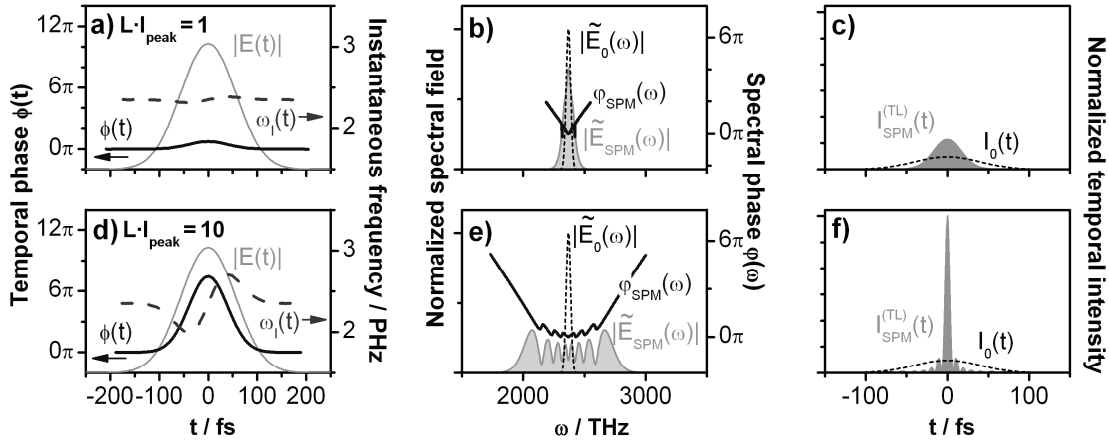 a) L·I_peak = 1
|E(t)|
ϕ(t)
ω_I(t)
12π
6π
0π
3
2
b)
|Ẽ_0(ω)|
φ_SPM(ω)
|Ẽ_SPM(ω)|
6π
0π
c)
I_SPM^(TL)(t)
I_0(t)
Temporal phase ϕ(t)
Instantaneous frequency / PHz
Normalized spectral field
Spectral phase φ(ω)
Normalized temporal intensity
d) L·I_peak = 10
|E(t)|
ϕ(t)
ω_I(t)
12π
6π
0π
3
2
-200 -100 0 100 200
t / fs
e)
|Ẽ_0(ω)|
φ_SPM(ω)
|Ẽ_SPM(ω)|
6π
0π
2000 3000
ω / THz
f)
I_SPM^(TL)(t)
I_0(t)
-100 0 100
t / fs